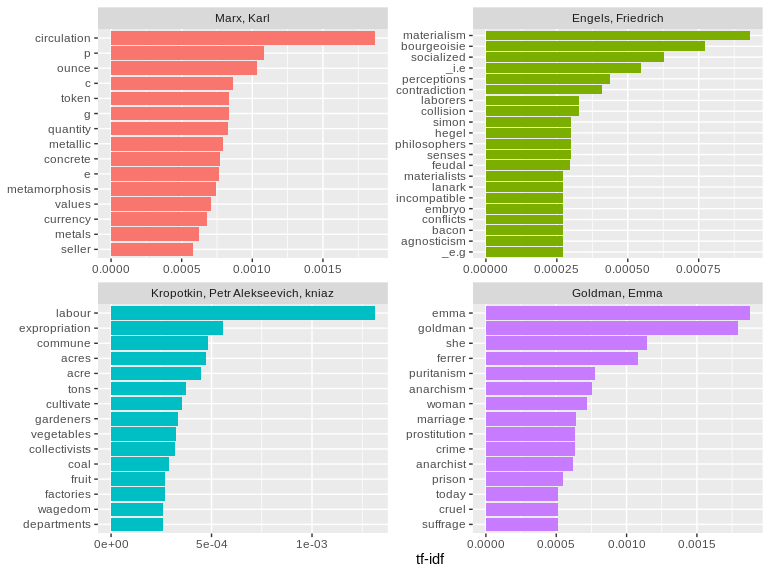 Marx, Karl
circulation
p
ounce
c
token
g
quantity
metallic
concrete
e
metamorphosis
values
currency
metals
seller
0.0000 0.0005 0.0010 0.0015
Engels, Friedrich
materialism
bourgeoisie
socialized
_i.e
perceptions
contradiction
laborers
collision
simon
hegel
philosophers
senses
feudal
materialists
lanark
incompatible
embryo
conflicts
bacon
agnosticism
_e.g
0.00000 0.00025 0.00050 0.00075
Kropotkin, Petr Alekseevich, kniaz
labour
expropriation
commune
acres
acre
tons
cultivate
gardeners
vegetables
collectivists
coal
fruit
factories
wagedom
departments
0e+00 5e-04 1e-03
Goldman, Emma
emma
goldman
she
ferrer
puritanism
anarchism
woman
marriage
prostitution
crime
anarchist
prison
today
cruel
suffrage
0.0000 0.0005 0.0010 0.0015
tf-idf